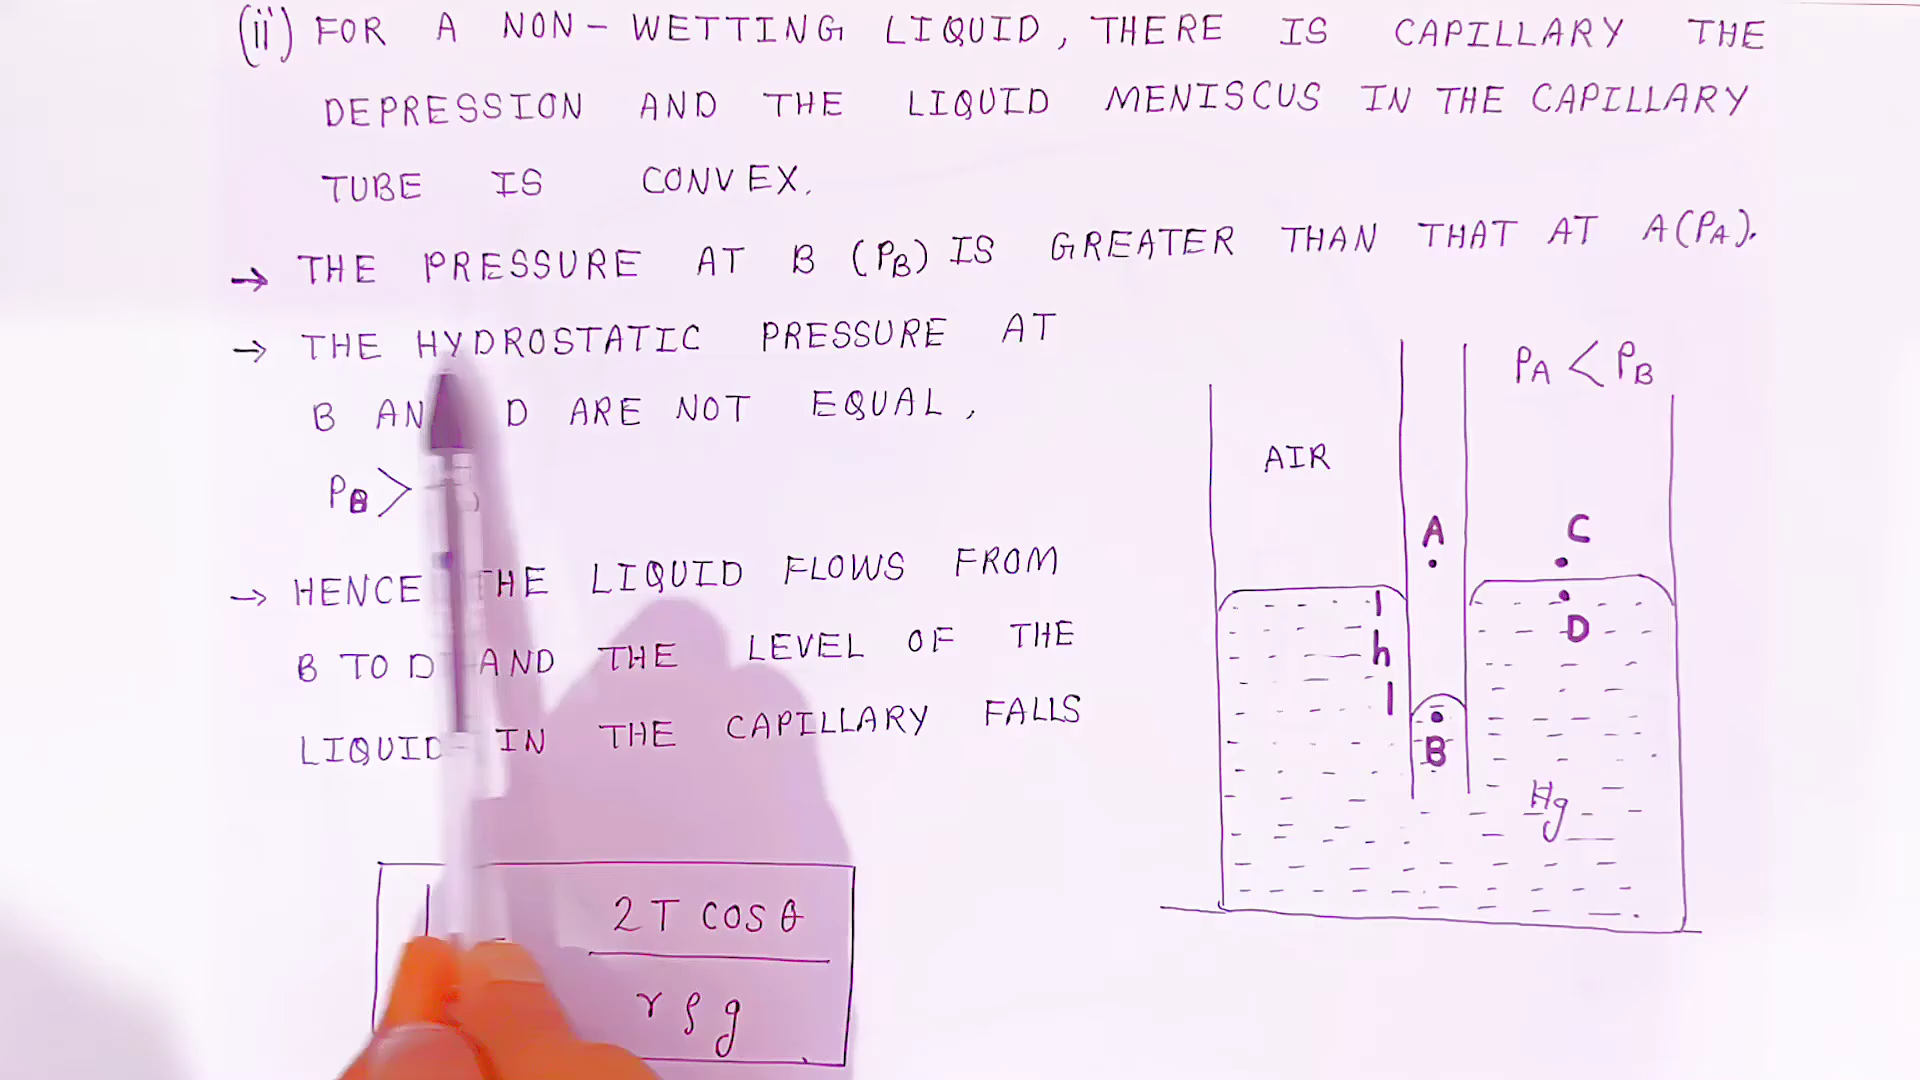 (ii) FOR A NON-WETTING LIQUID, THERE IS CAPILLARY THE
DEPRESSION AND THE LIQUID MENISCUS IN THE CAPILLARY
TUBE IS CONVEX.
→ THE PRESSURE AT B (PB) IS GREATER THAN THAT AT A(PA).
→ THE HYDROSTATIC PRESSURE AT
B AN D ARE NOT EQUAL,
PB >
→ HENCE THE LIQUID FLOWS FROM
B TO D AND THE LEVEL OF THE
LIQUID IN THE CAPILLARY FALLS
2T COS θ
r ρ g
PA < PB
AIR
A
C
D
h
B
Hg